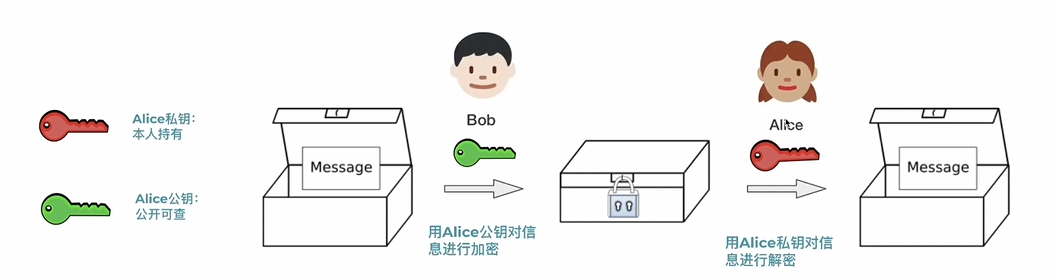 Alice私钥：
本人持有
Alice公钥：
公开可查
Message
Bob
用Alice公钥对信
息进行加密
Alice
用Alice私钥对信
息进行解密
Message